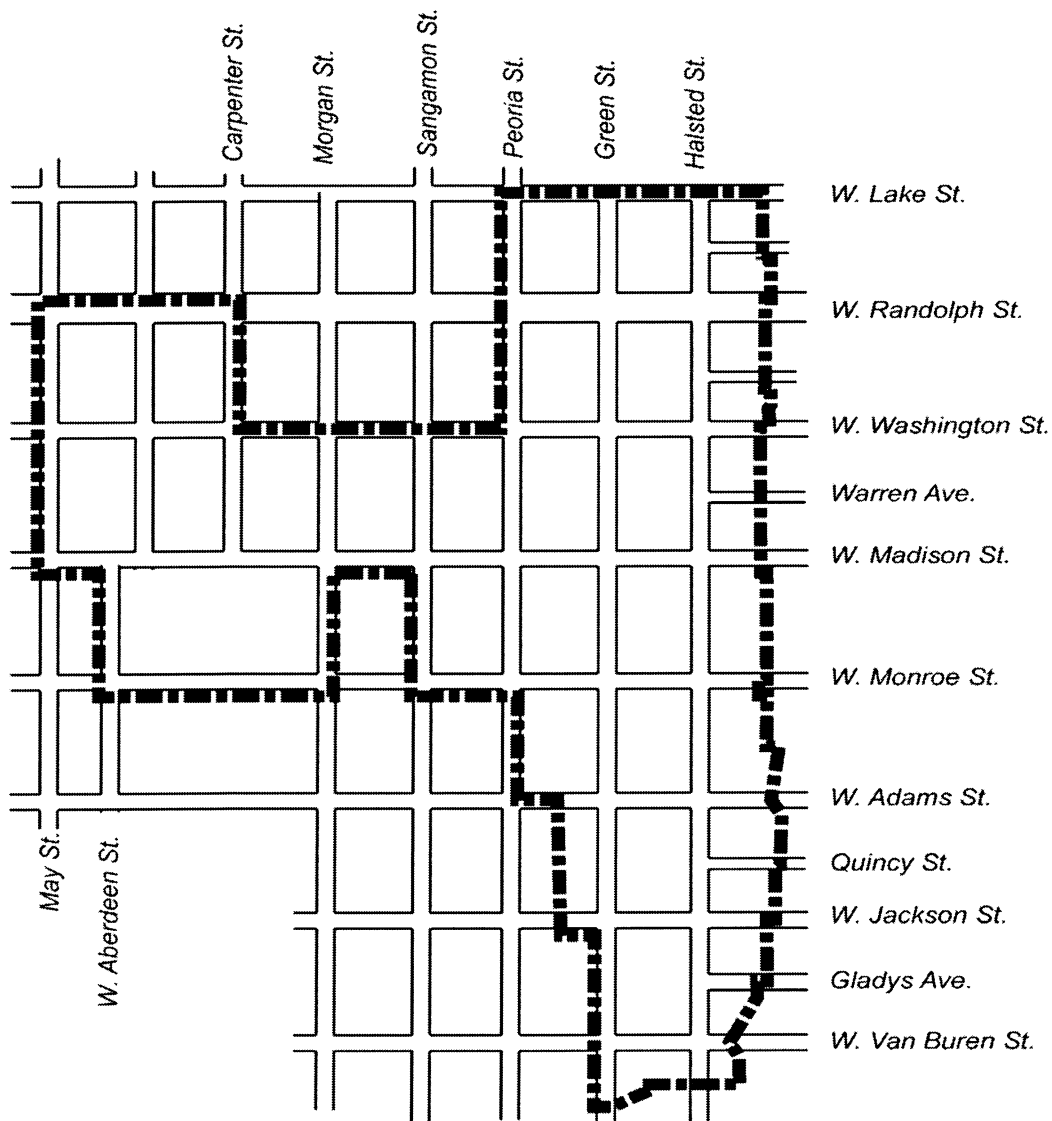 Carpenter St.
Morgan St.
Sangamon St.
Peoria St.
Green St.
Halsted St.
W. Lake St.
W. Randolph St.
W. Washington St.
Warren Ave.
W. Madison St.
W. Monroe St.
W. Adams St.
Quincy St.
W. Jackson St.
Gladys Ave.
W. Van Buren St.
May St.
W. Aberdeen St.